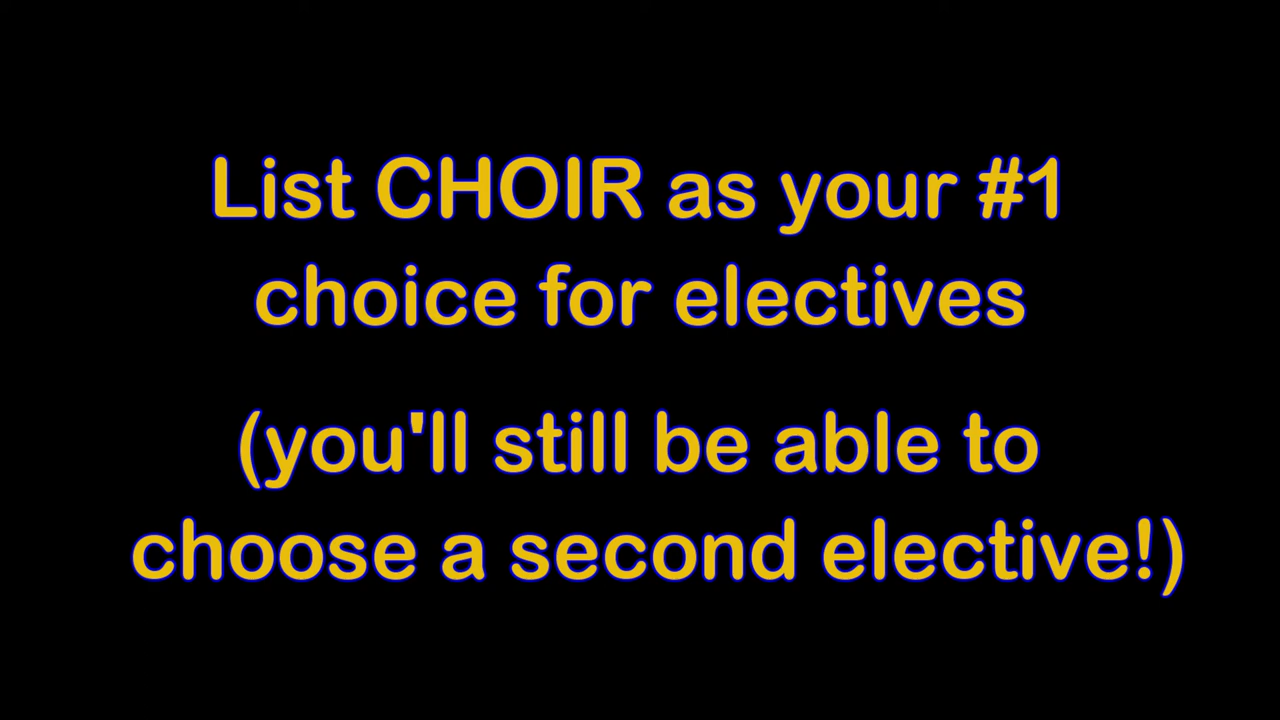 List CHOIR as your #1
choice for electives
(you'll still be able to
choose a second elective!)